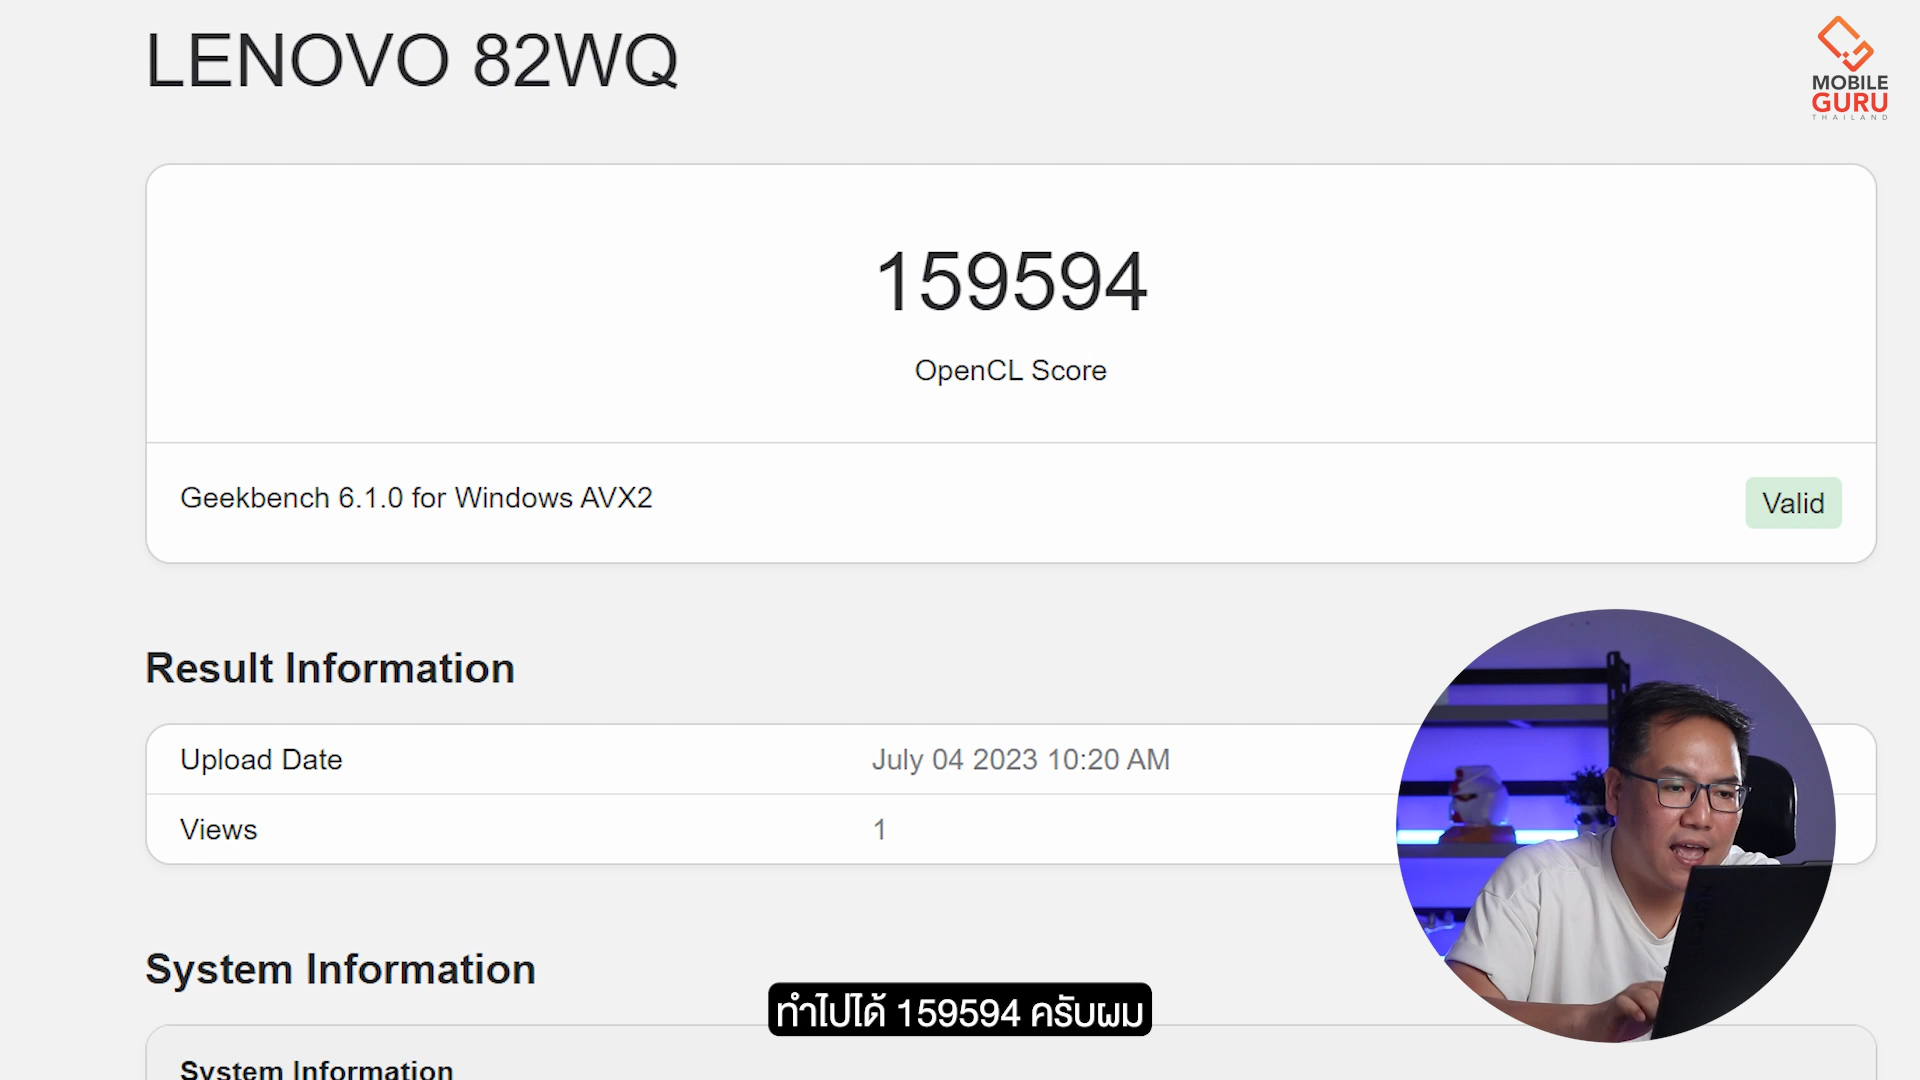 LENOVO 82WQ
MOBILE
GURU
THAILAND
159594
OpenCL Score
Geekbench 6.1.0 for Windows AVX2
Valid
Result Information
Upload Date
July 04 2023 10:20 AM
Views
1
System Information
ทำไปได้ 159594 ครับผม
System Information